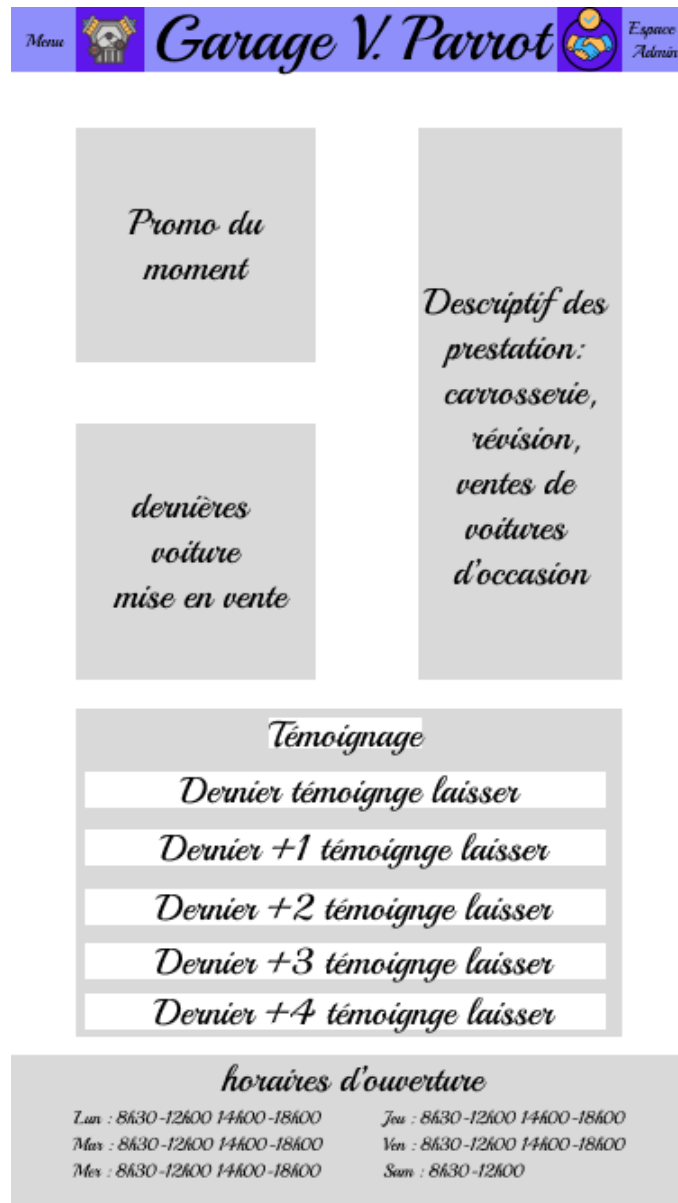 Menu
Garage V. Parrot
Espace
Admin
Promo du
moment
Descriptif des
prestation:
carrosserie,
révision,
ventes de
voitures
d'occasion
dernières
voiture
mise en vente
Témoignage
Dernier témoignge laisser
Dernier +1 témoignge laisser
Dernier +2 témoignge laisser
Dernier +3 témoignge laisser
Dernier +4 témoignge laisser
horaires d'ouverture
Lun : 8h30-12h00 14h00-18h00
Mar : 8h30-12h00 14h00-18h00
Mer : 8h30-12h00 14h00-18h00
Jeu : 8h30-12h00 14h00-18h00
Ven : 8h30-12h00 14h00-18h00
Sam : 8h30-12h00